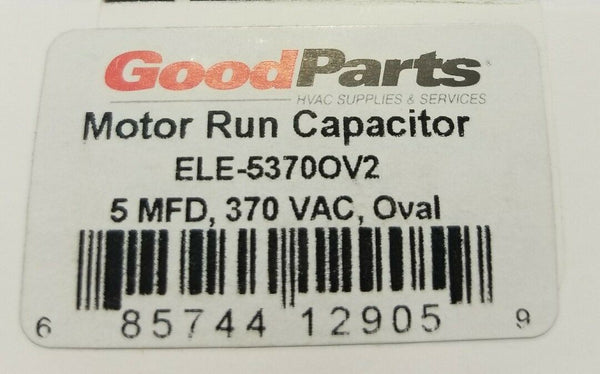 GoodParts
HVAC SUPPLIES & SERVICES
Motor Run Capacitor
ELE-5370OV2
5 MFD, 370 VAC, Oval
6 85744 12905 9